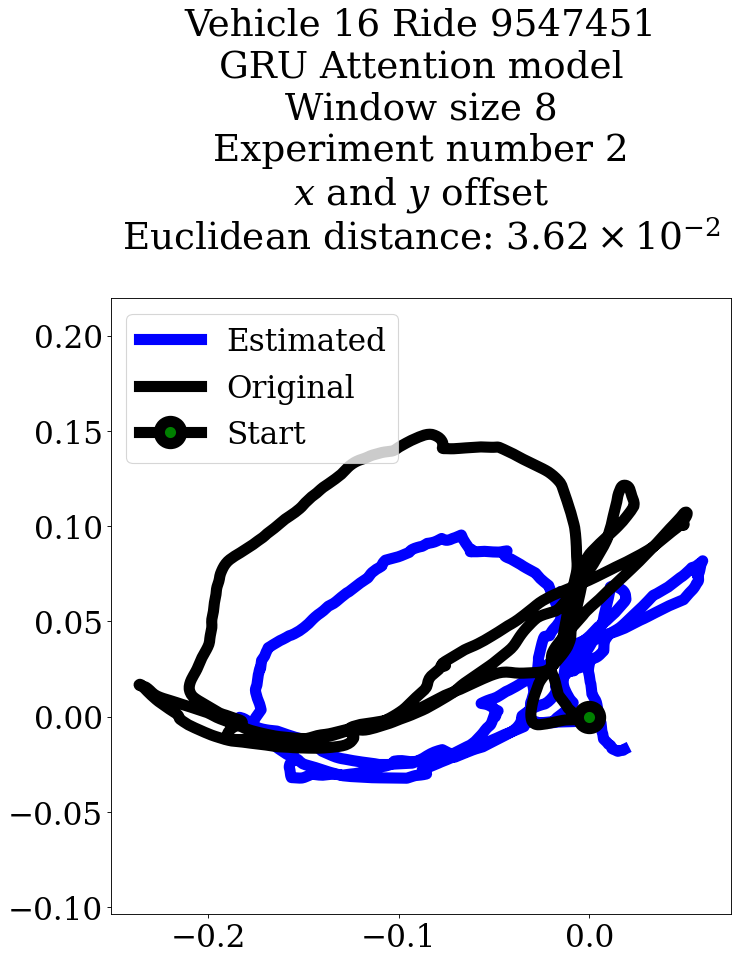 Vehicle 16 Ride 9547451
GRU Attention model
Window size 8
Experiment number 2
x and y offset
Euclidean distance: 3.62 × 10⁻²
Estimated
Original
Start
0.20
0.15
0.10
0.05
0.00
−0.05
−0.10
−0.2
−0.1
0.0